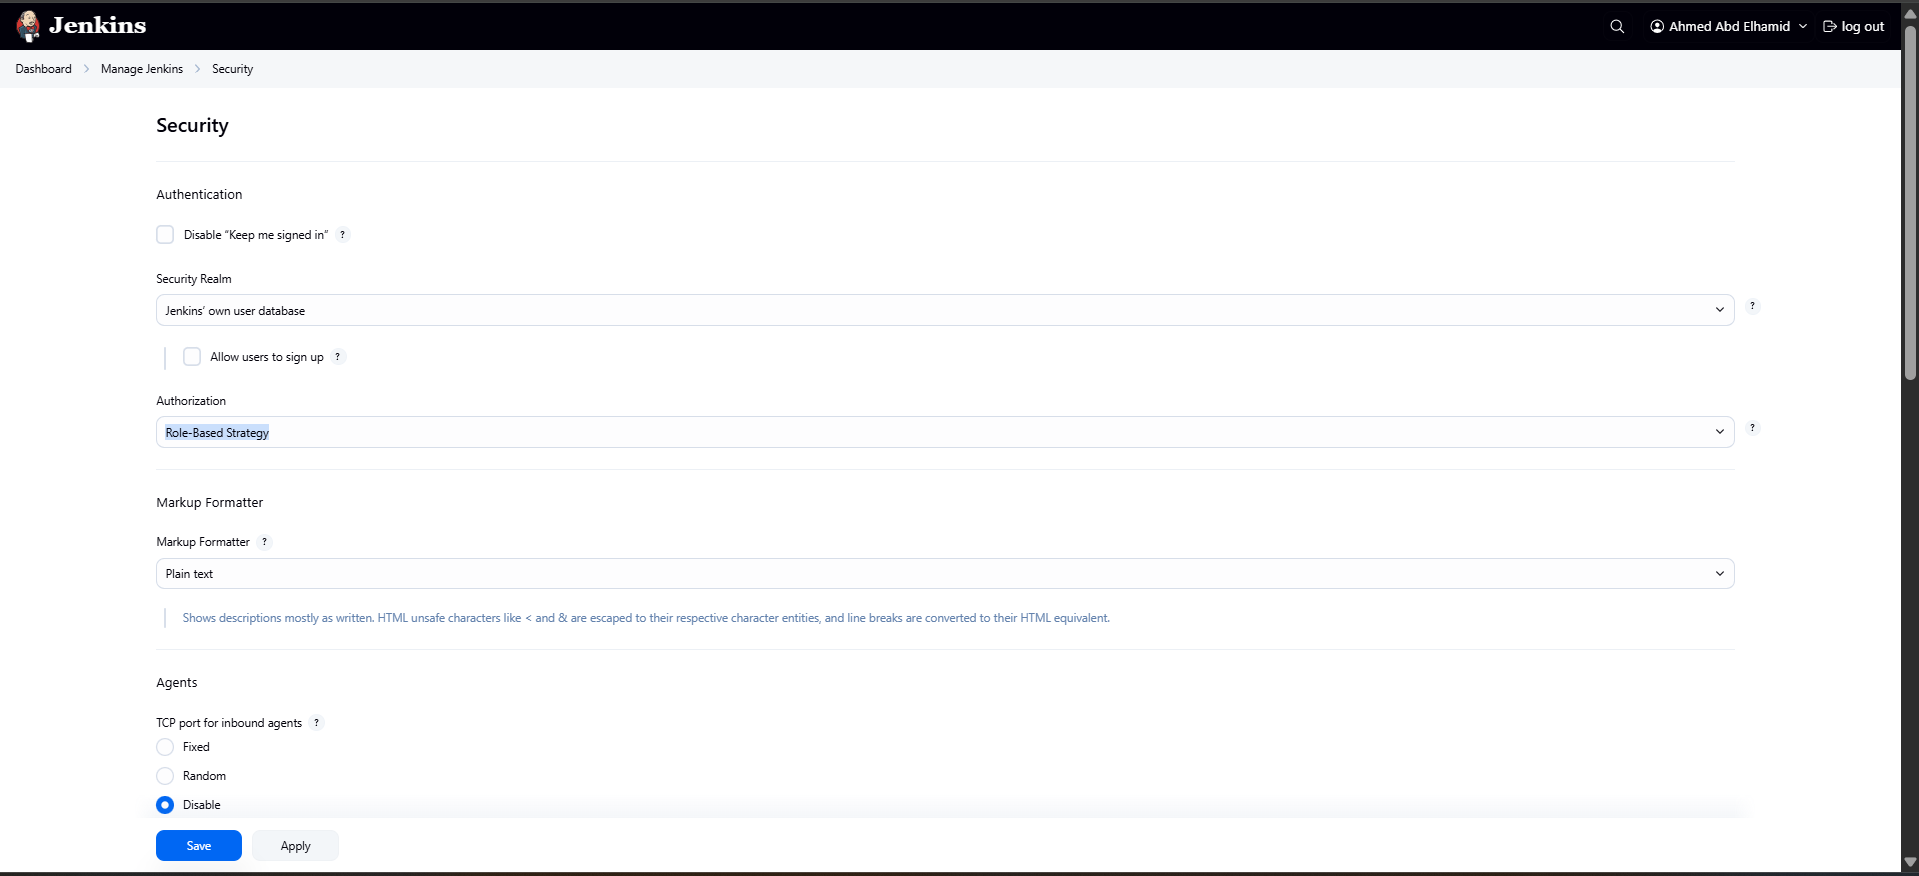 Jenkins
Ahmed Abd Elhamid
log out
Dashboard > Manage Jenkins > Security
Security
Authentication
Disable “Keep me signed in” ?
Security Realm
Jenkins’ own user database
?
Allow users to sign up ?
Authorization
Role-Based Strategy
?
Markup Formatter
Markup Formatter ?
Plain text
Shows descriptions mostly as written. HTML unsafe characters like < and & are escaped to their respective character entities, and line breaks are converted to their HTML equivalent.
Agents
TCP port for inbound agents ?
Fixed
Random
Disable
Save
Apply